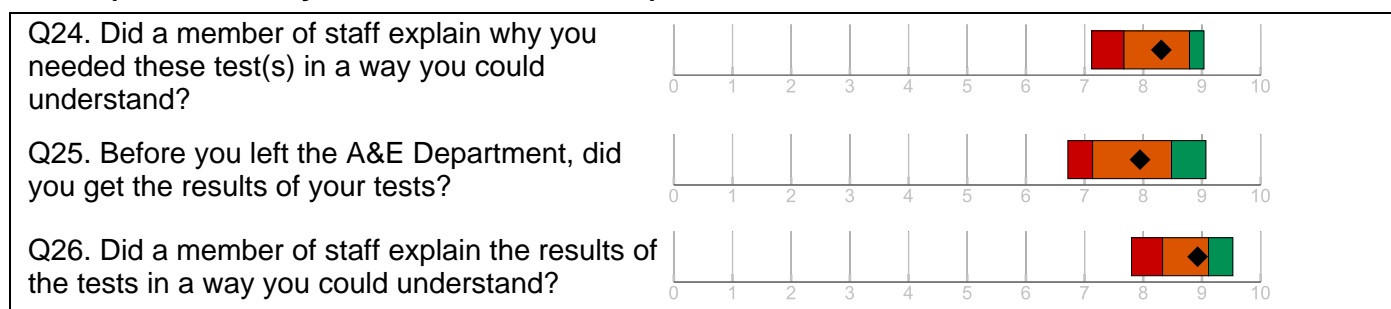 Q24. Did a member of staff explain why you
needed these test(s) in a way you could
understand?
0 1 2 3 4 5 6 7 8 9 10
Q25. Before you left the A&E Department, did
you get the results of your tests?
0 1 2 3 4 5 6 7 8 9 10
Q26. Did a member of staff explain the results of
the tests in a way you could understand?
0 1 2 3 4 5 6 7 8 9 10